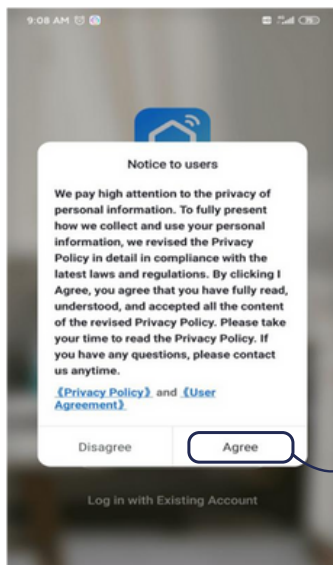 9:08 AM
Notice to users
We pay high attention to the privacy of
personal information. To fully present
how we collect and use your personal
information, we revised the Privacy
Policy in detail in compliance with the
latest laws and regulations. By clicking I
Agree, you agree that you have fully read,
understood, and accepted all the content
of the revised Privacy Policy. Please take
your time to read the Privacy Policy. If
you have any questions, please contact
us anytime.
《Privacy Policy》 and 《User
Agreement》
Disagree Agree
Log in with Existing Account